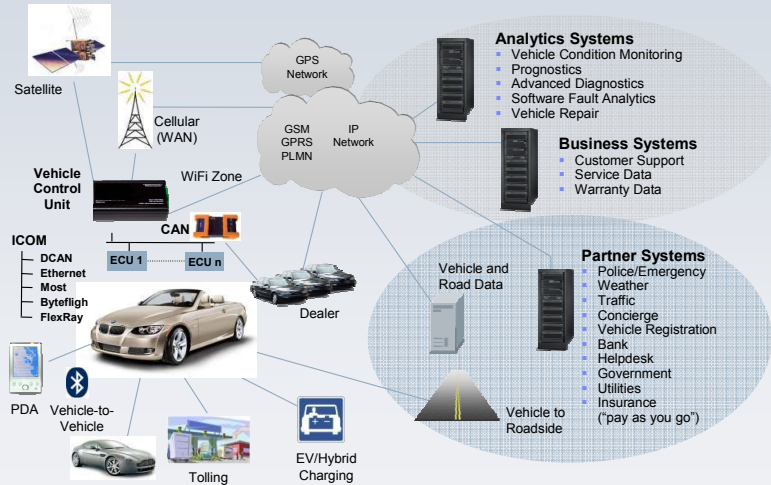 Satellite
GPS
Network
Cellular
(WAN)
GSM
GPRS
PLMN
IP
Network
Vehicle
Control
Unit
WiFi Zone
CAN
ICOM
DCAN
Ethernet
Most
Byefligh
FlexRay
ECU 1
ECU n
Dealer
Analytics Systems
Vehicle Condition Monitoring
Prognostics
Advanced Diagnostics
Software Fault Analytics
Vehicle Repair
Business Systems
Customer Support
Service Data
Warranty Data
Vehicle and
Road Data
Partner Systems
Police/Emergency
Weather
Traffic
Concierge
Vehicle Registration
Bank
Helpdesk
Government
Utilities
Insurance
("pay as you go")
PDA
Vehicle-to-
Vehicle
Tolling
EV/Hybrid
Charging
Vehicle to
Roadside